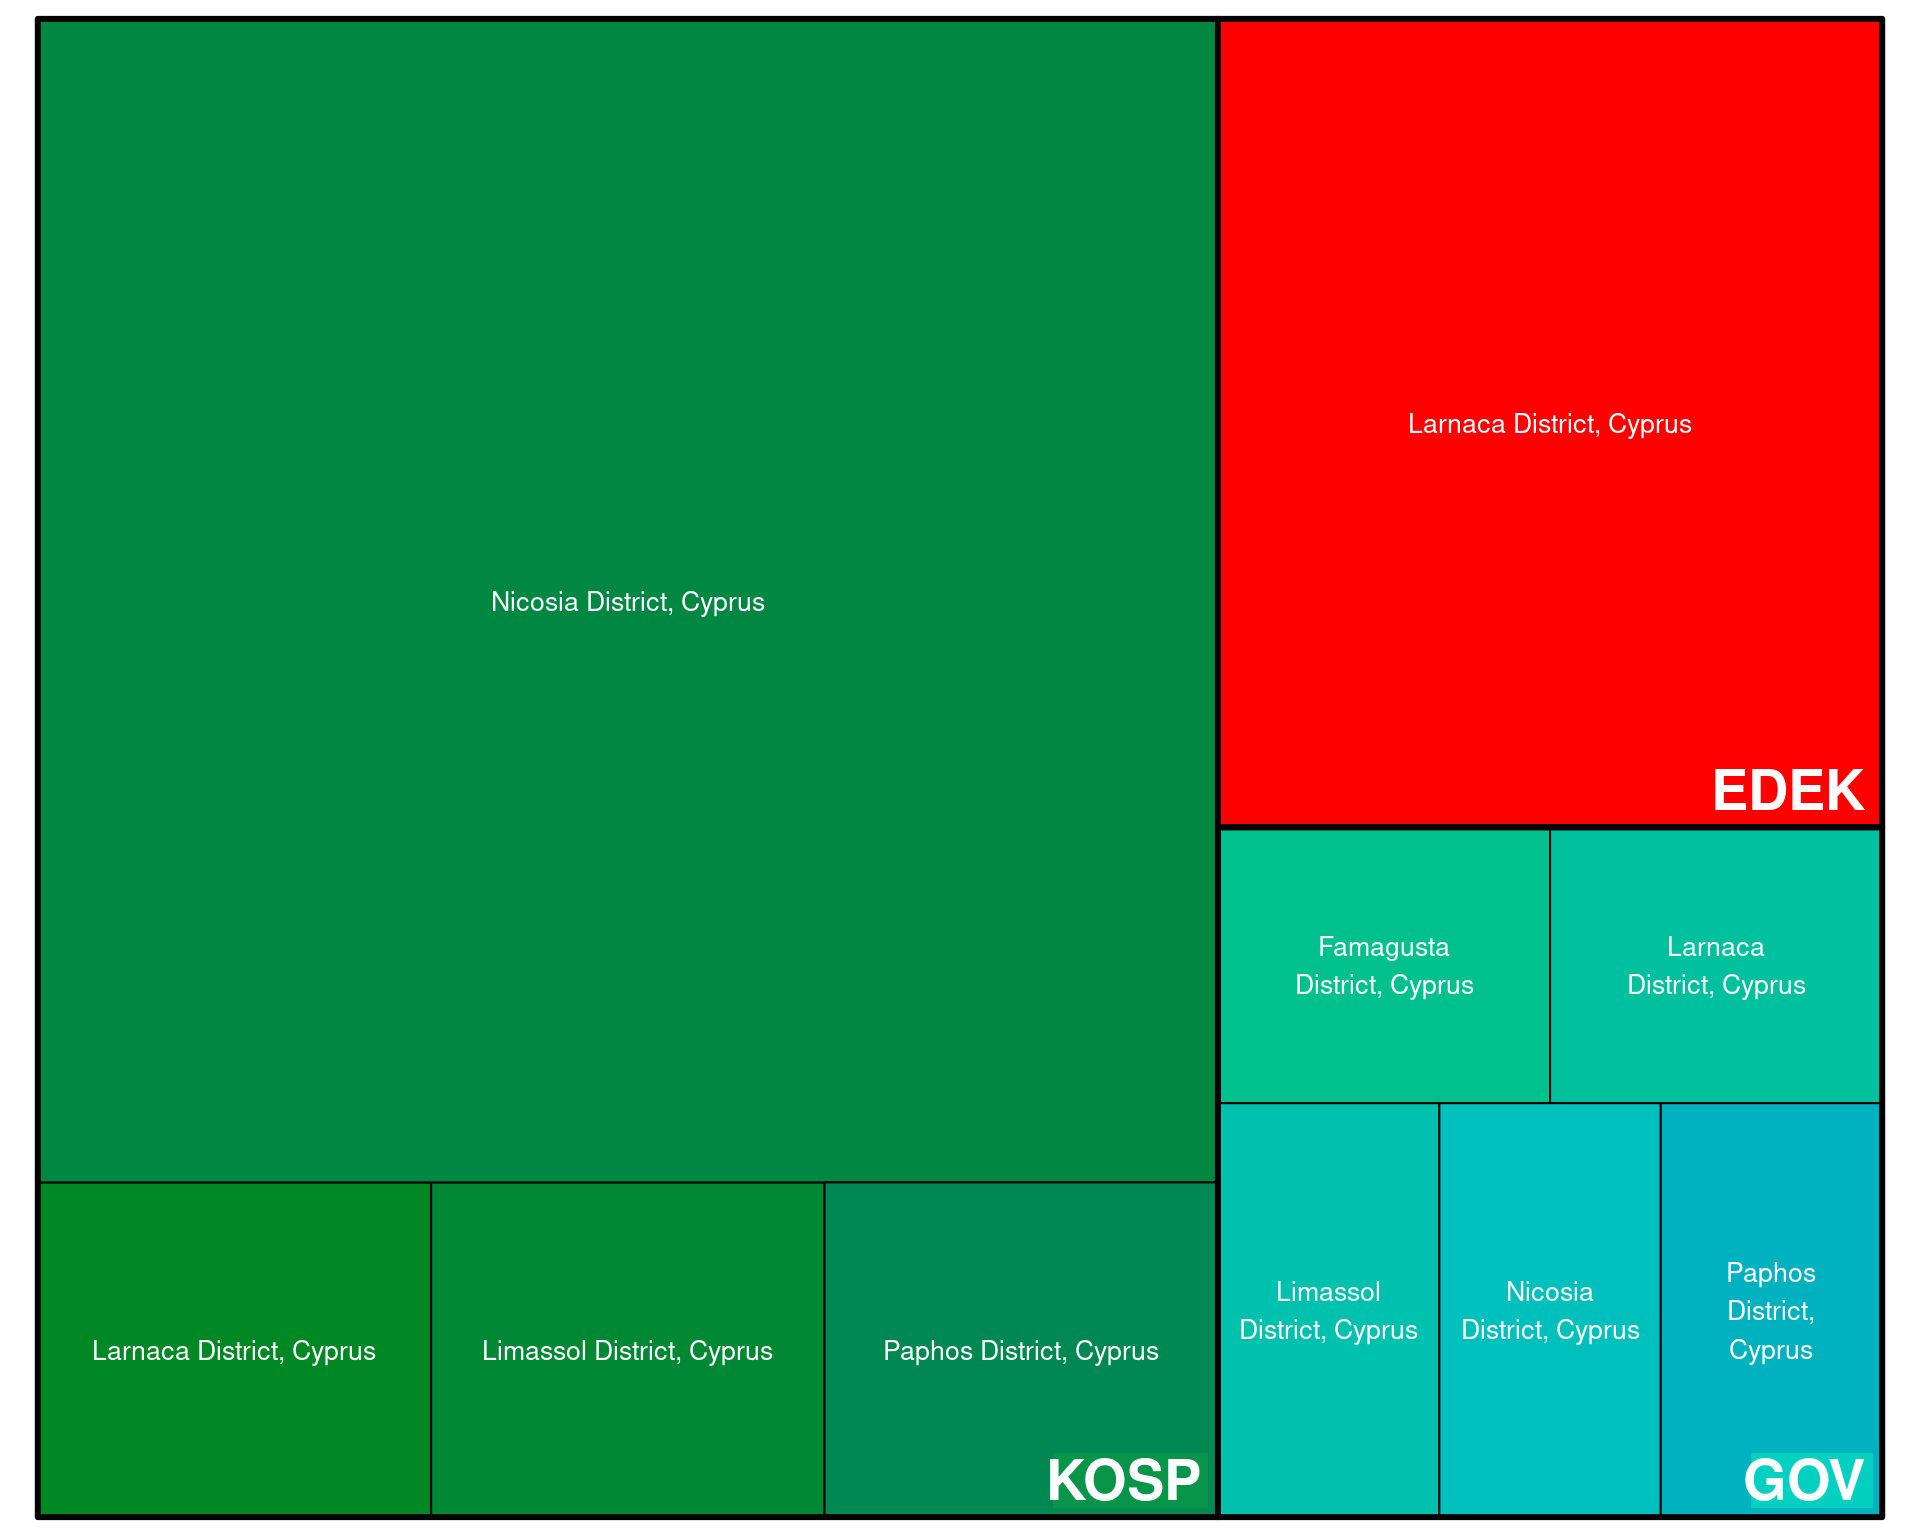 Nicosia District, Cyprus
Larnaca District, Cyprus
Limassol District, Cyprus
Paphos District, Cyprus
KOSP
Larnaca District, Cyprus
EDEK
Famagusta
District, Cyprus
Larnaca
District, Cyprus
Limassol
District, Cyprus
Nicosia
District, Cyprus
Paphos
District,
Cyprus
GOV